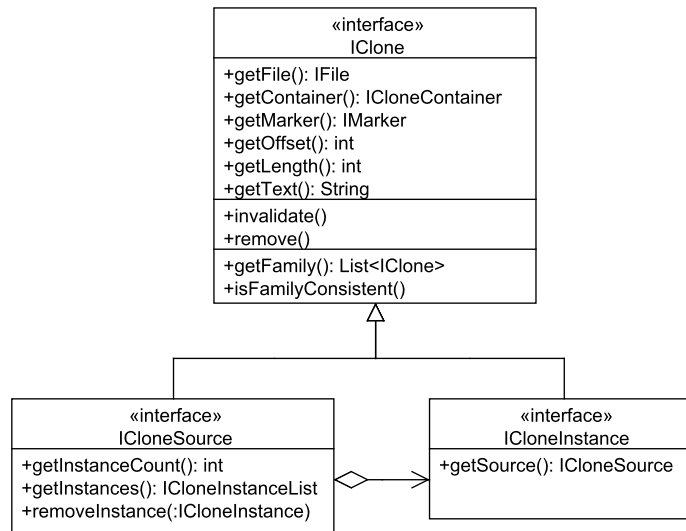 «interface»
IClone
+getFile(): IFile
+getContainer(): ICloneContainer
+getMarker(): IMarker
+getOffset(): int
+getLength(): int
+getText(): String
+invalidate()
+remove()
+getFamily(): List<IClone>
+isFamilyConsistent()
«interface»
ICloneSource
+getInstanceCount(): int
+getInstances(): ICloneInstanceList
+removeInstance(:ICloneInstance)
«interface»
ICloneInstance
+getSource(): ICloneSource